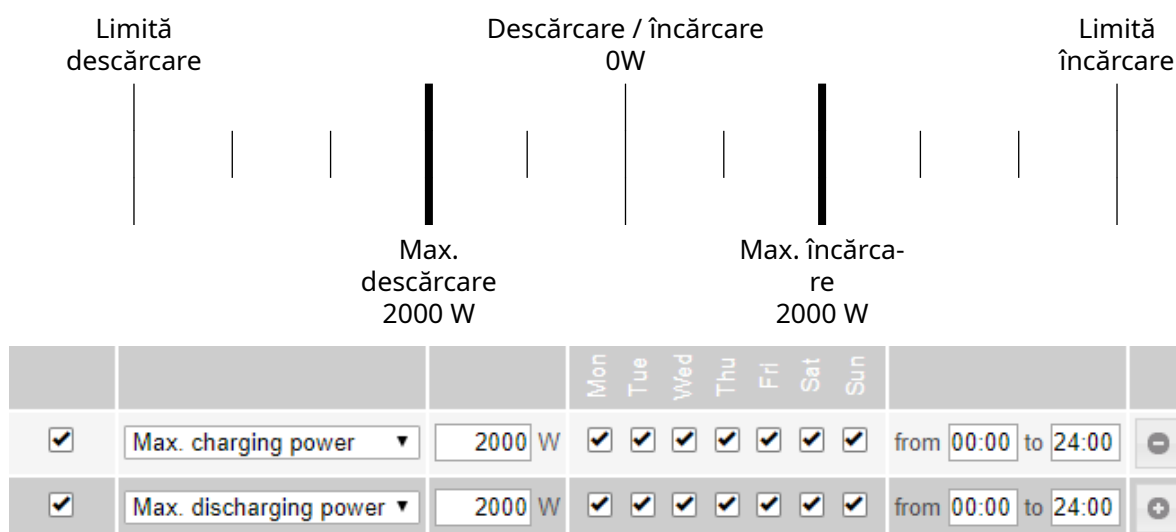 Limită
descărcare
Descărcare / încărcare
0W
Limită
încărcare
Max.
descărcare
2000 W
Max. încărca-
re
2000 W
Mon Tue Wed Thu Fri Sat Sun
Max. charging power 2000 W from 00:00 to 24:00
Max. discharging power 2000 W from 00:00 to 24:00